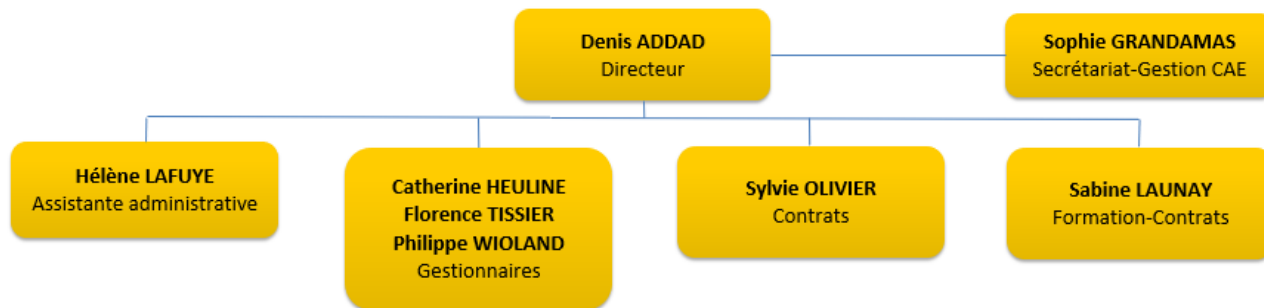 Denis ADDAD
Directeur
Sophie GRANDAMAS
Secrétariat-Gestion CAE
Hélène LAFUYE
Assistante administrative
Catherine HEULINE
Florence TISSIER
Philippe WIOLAND
Gestionnaires
Sylvie OLIVIER
Contrats
Sabine LAUNAY
Formation-Contrats